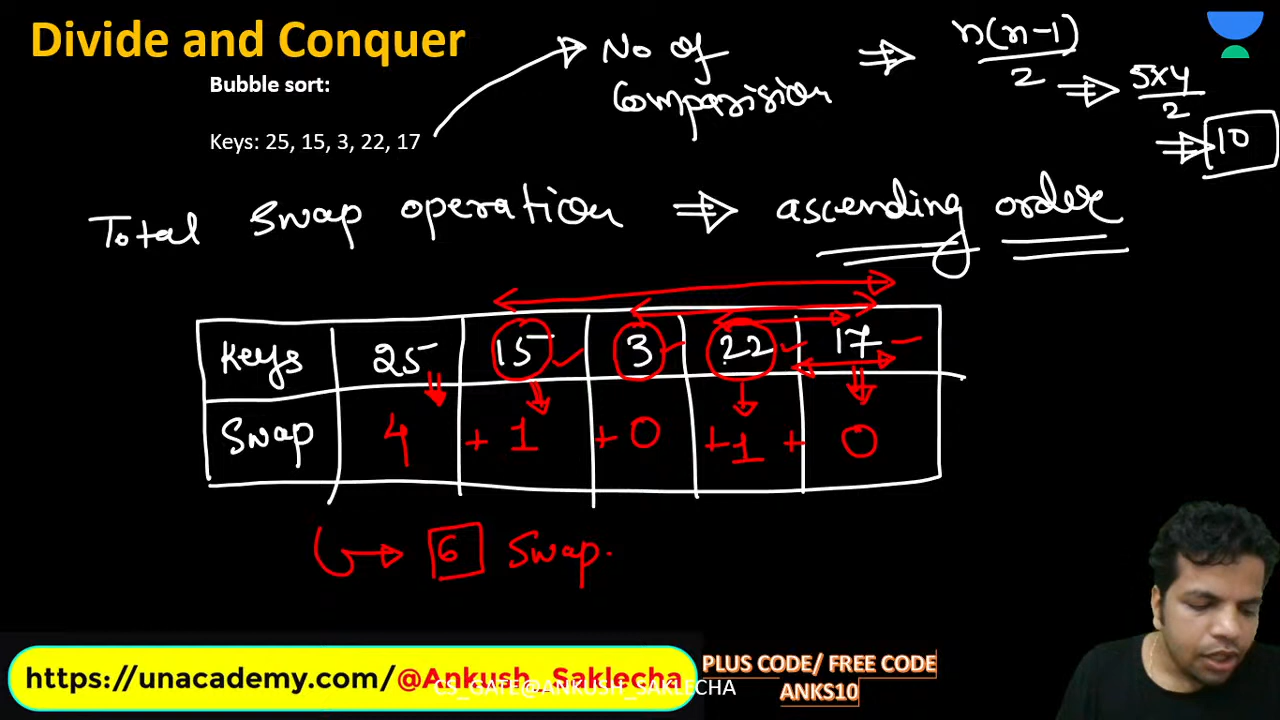 Divide and Conquer
Bubble sort:
Keys: 25, 15, 3, 22, 17
No of
Comparision
⇒ n(n-1)/2
⇒ 5x4/2
⇒ 10
Total Swap operation ⇒ ascending order
Keys 25 15 3 22 17
Swap 4 + 1 + 0 + 1 + 0
6 Swap.
https://unacademy.com/@Ankush_Saklecha
PLUS CODE/ FREE CODE
ANKS10
CS_GATE@ANKUSH_SAKLECHA